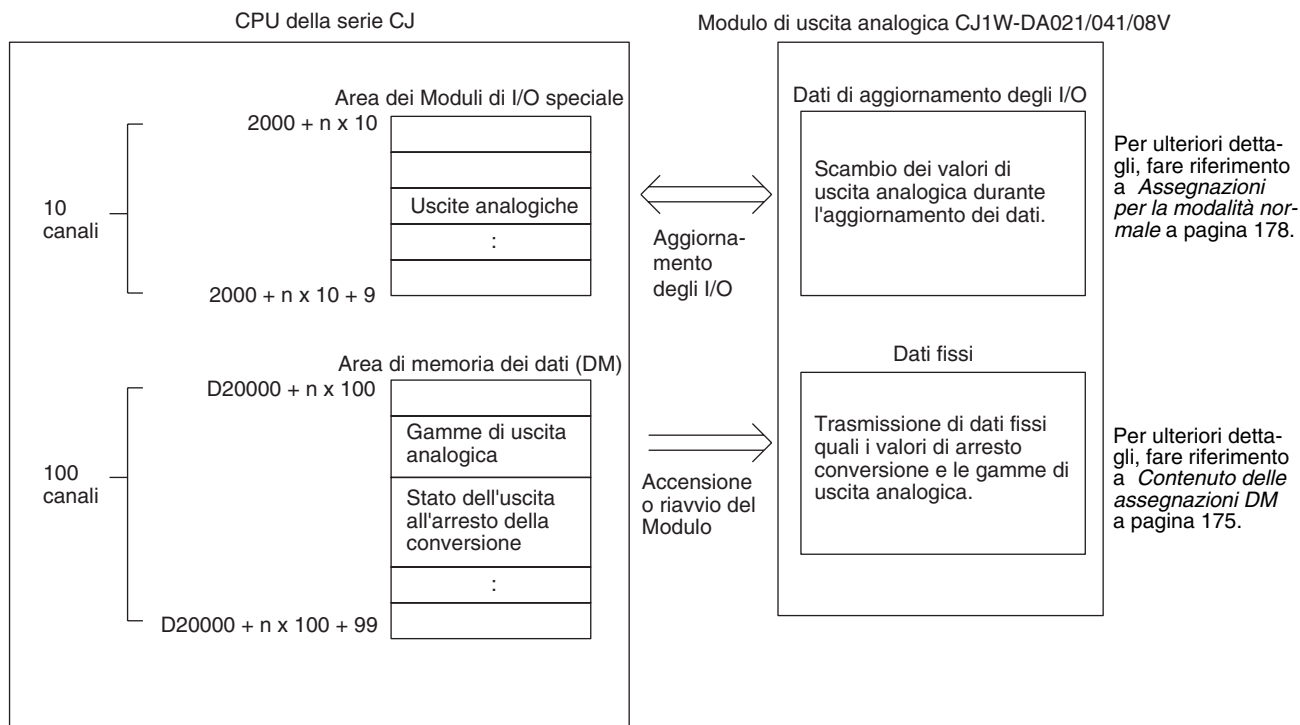 CPU della serie CJ
Modulo di uscita analogica CJ1W-DA021/041/08V
Area dei Moduli di I/O speciale
2000 + n x 10
10
canali
Uscite analogiche
:
2000 + n x 10 + 9
Aggiorna-
mento
degli I/O
Dati di aggiornamento degli I/O
Scambio dei valori di
uscita analogica durante
l'aggiornamento dei dati.
Per ulteriori detta-
gli, fare riferimento
a Assegnazioni
per la modalità nor-
male a pagina 178.
Area di memoria dei dati (DM)
D20000 + n x 100
100
canali
Gamme di uscita
analogica
Stato dell'uscita
all'arresto della
conversione
:
D20000 + n x 100 + 99
Accensione
o riavvio del
Modulo
Dati fissi
Trasmissione di dati fissi
quali i valori di arresto
conversione e le gamme di
uscita analogica.
Per ulteriori detta-
gli, fare riferimento
a Contenuto delle
assegnazioni DM
a pagina 175.